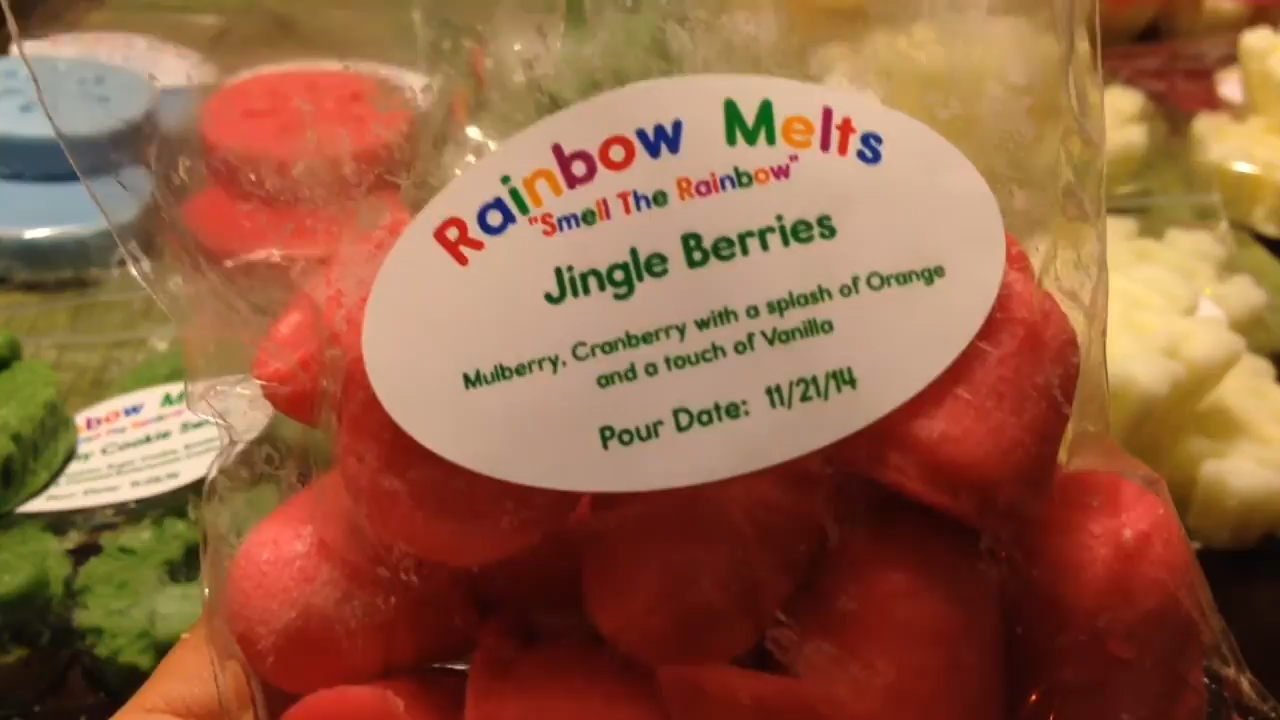 Rainbow Melts
"Smell The Rainbow"
Jingle Berries
Mulberry, Cranberry with a splash of Orange
and a touch of Vanilla
Pour Date: 11/21/14
Cookie